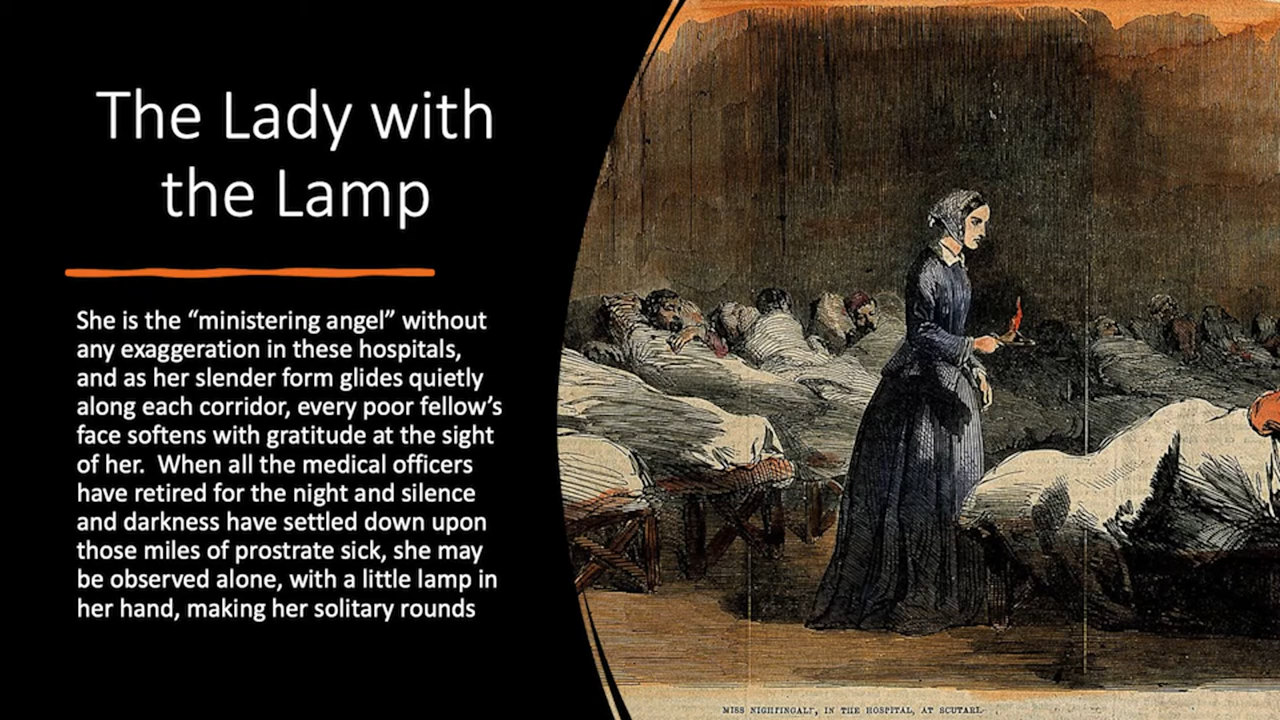 The Lady with
the Lamp
She is the “ministering angel” without
any exaggeration in these hospitals,
and as her slender form glides quietly
along each corridor, every poor fellow’s
face softens with gratitude at the sight
of her.  When all the medical officers
have retired for the night and silence
and darkness have settled down upon
those miles of prostrate sick, she may
be observed alone, with a little lamp in
her hand, making her solitary rounds
MISS NIGHTINGALE, IN THE HOSPITAL, AT SCUTARI.